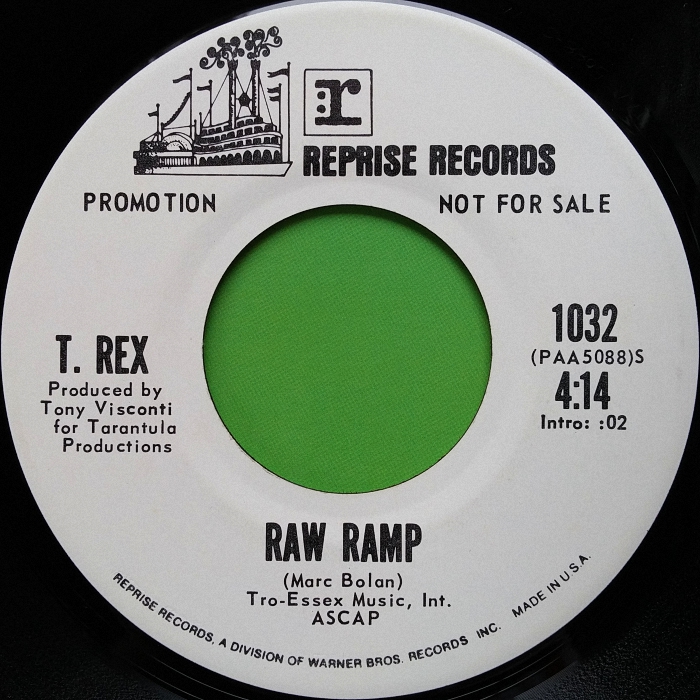 r
REPRISE RECORDS
PROMOTION
NOT FOR SALE
T. REX
Produced by
Tony Visconti
for Tarantula
Productions
1032
(PAA5088)S
4:14
Intro: :02
RAW RAMP
(Marc Bolan)
Tro-Essex Music, Int.
ASCAP
REPRISE RECORDS, A DIVISION OF WARNER BROS. RECORDS INC. MADE IN U.S.A.